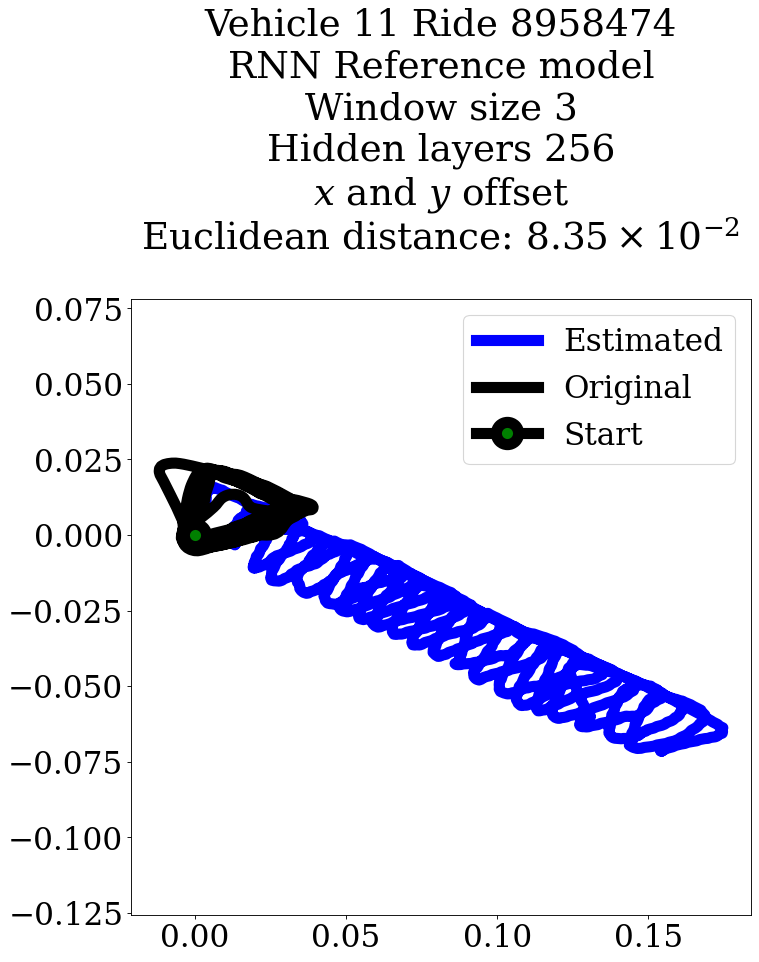 Vehicle 11 Ride 8958474
RNN Reference model
Window size 3
Hidden layers 256
x and y offset
Euclidean distance: 8.35 × 10⁻²
Estimated
Original
Start
0.075
0.050
0.025
0.000
−0.025
−0.050
−0.075
−0.100
−0.125
0.00 0.05 0.10 0.15